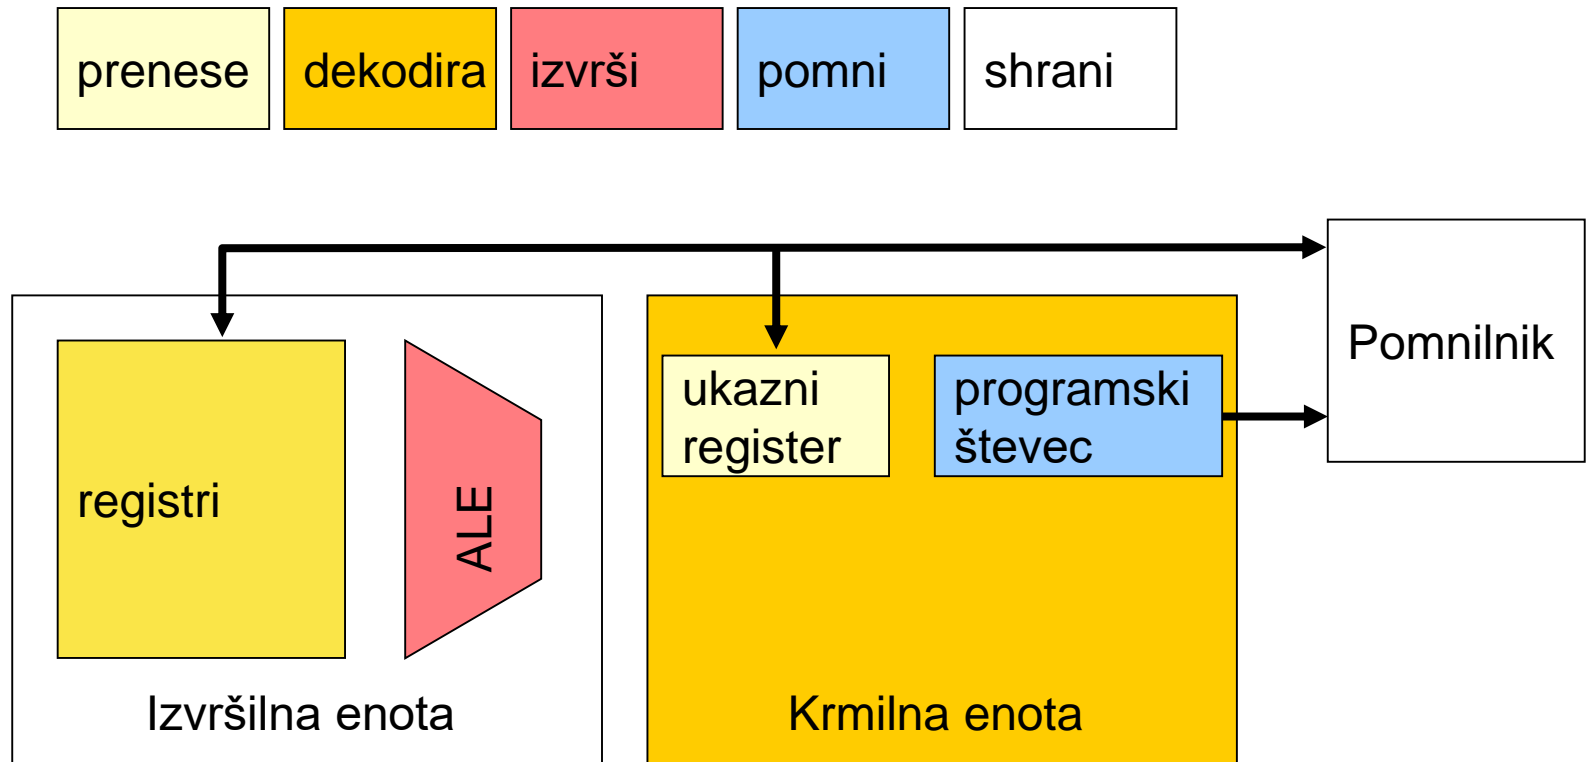 prenese
dekodira
izvrši
pomni
shrani
Pomnilnik
ukazni
register
programski
števec
registri
ALE
Izvršilna enota
Krmilna enota